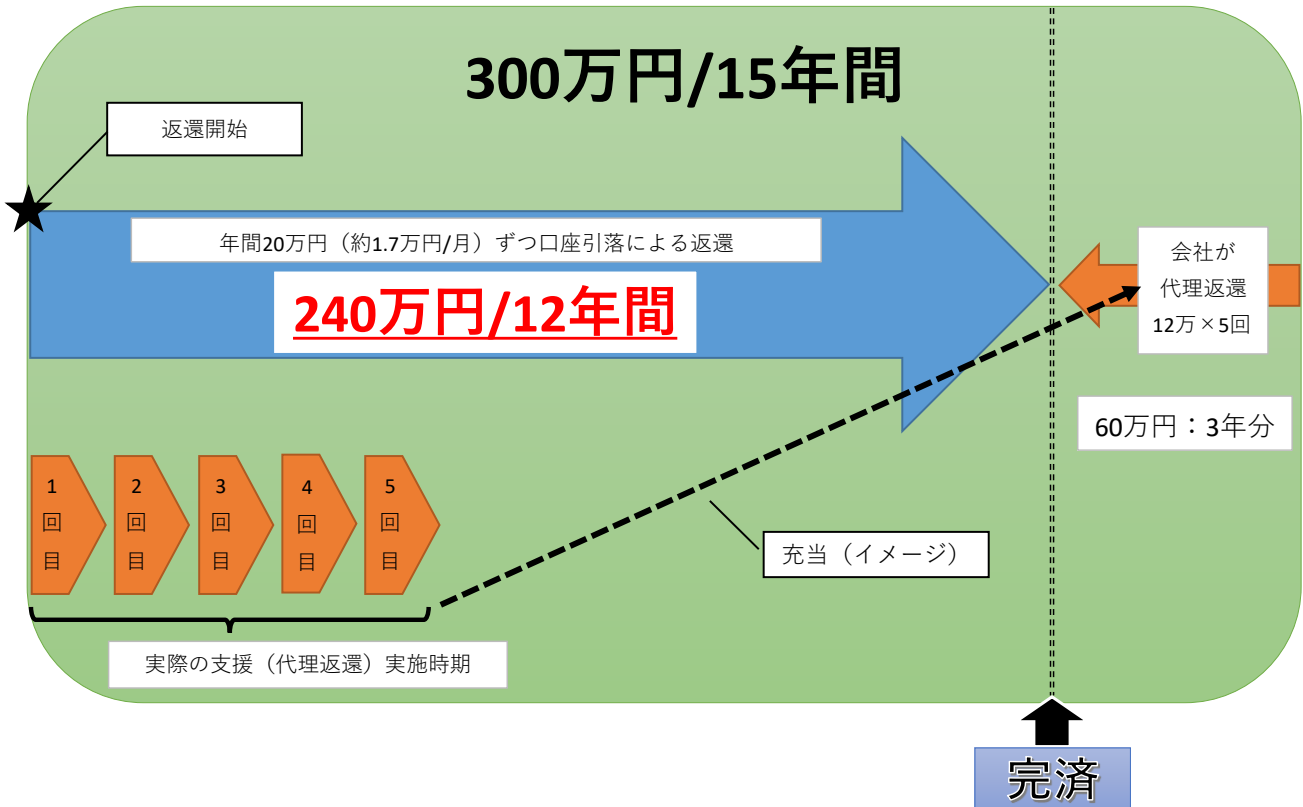 300万円/15年間
返還開始
年間20万円（約1.7万円/月）ずつ口座引落による返還
240万円/12年間
会社が
代理返還
12万×5回
60万円：3年分
1
回
目
2
回
目
3
回
目
4
回
目
5
回
目
充当（イメージ）
実際の支援（代理返還）実施時期
完済